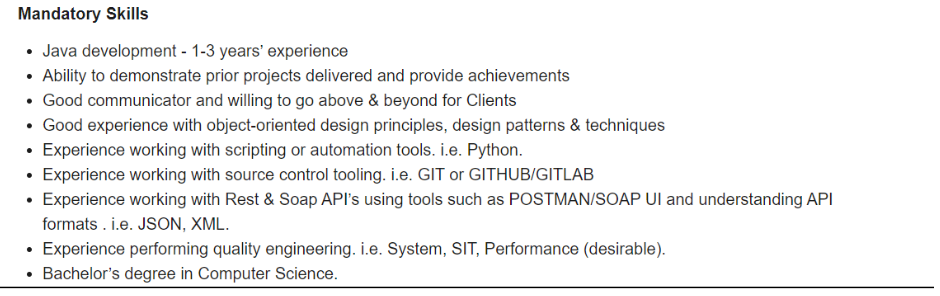 Mandatory Skills
• Java development - 1-3 years’ experience
• Ability to demonstrate prior projects delivered and provide achievements
• Good communicator and willing to go above & beyond for Clients
• Good experience with object-oriented design principles, design patterns & techniques
• Experience working with scripting or automation tools. i.e. Python.
• Experience working with source control tooling. i.e. GIT or GITHUB/GITLAB
• Experience working with Rest & Soap API’s using tools such as POSTMAN/SOAP UI and understanding API
formats . i.e. JSON, XML.
• Experience performing quality engineering. i.e. System, SIT, Performance (desirable).
• Bachelor’s degree in Computer Science.